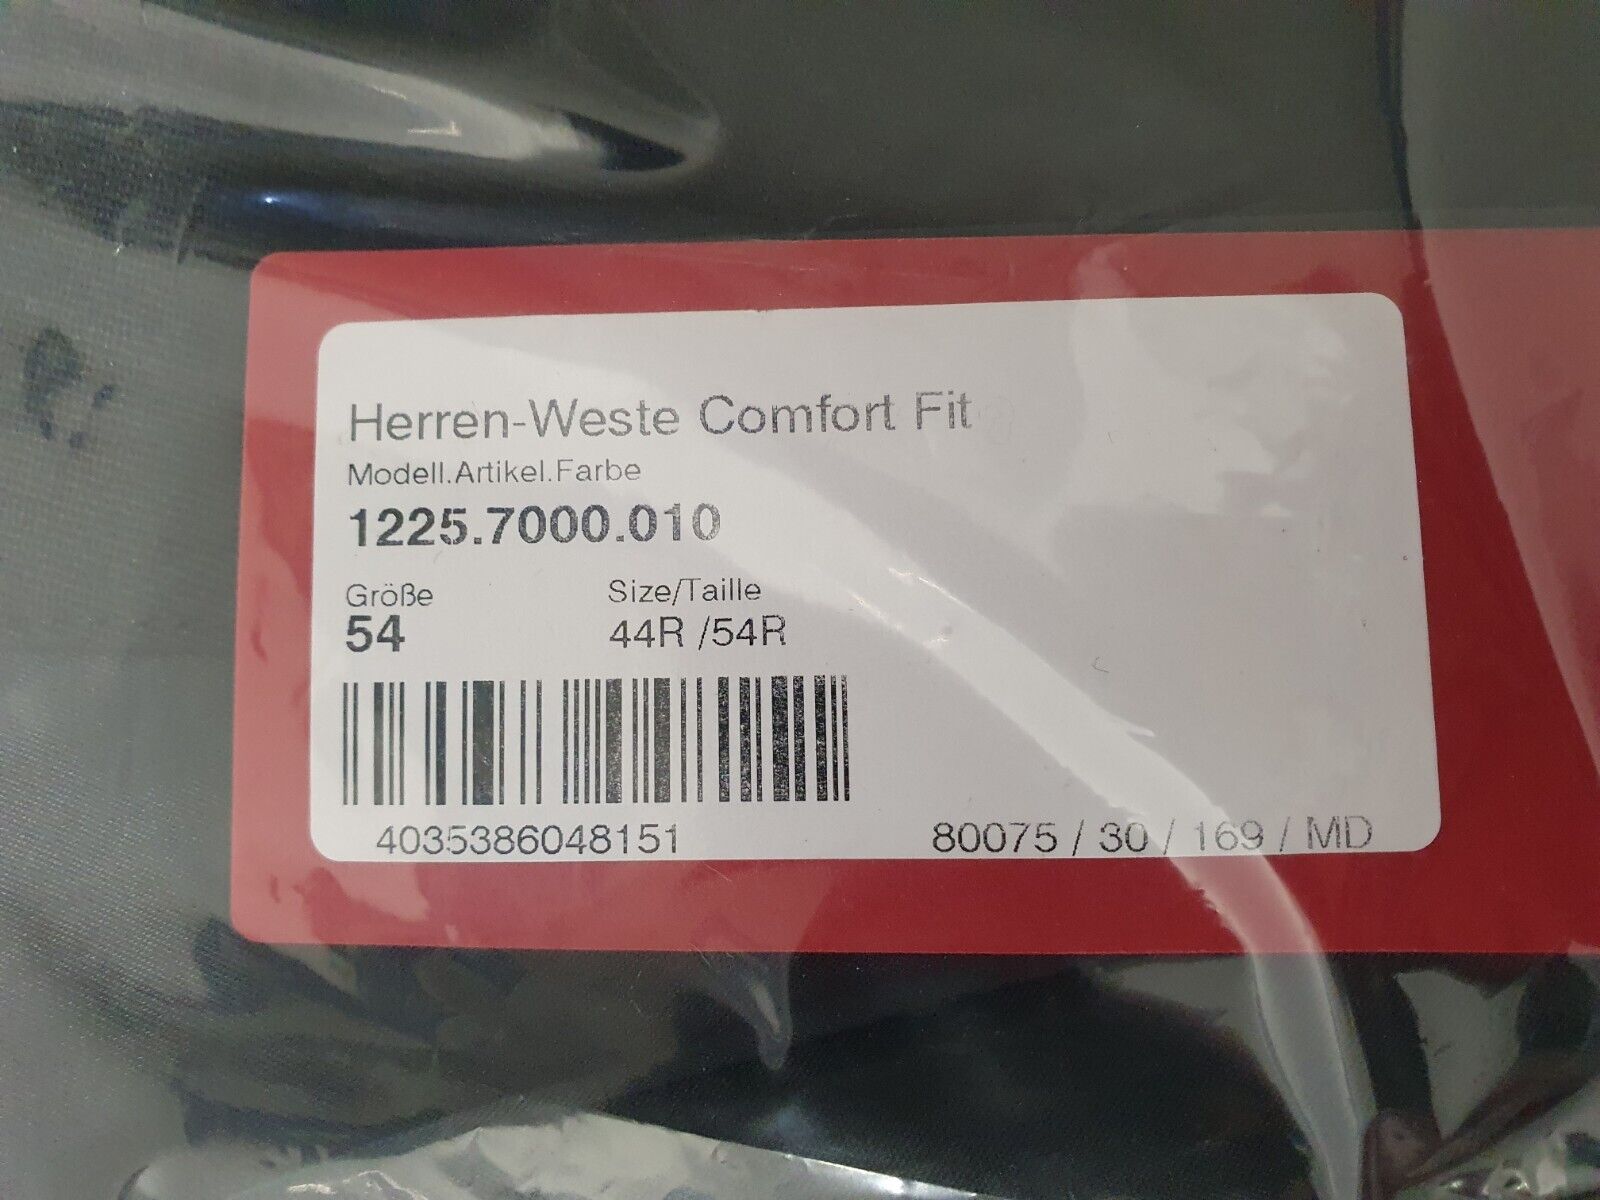 Herren-Weste Comfort Fit
Modell.Artikel.Farbe
1225.7000.010
Größe Size/Taille
54 44R /54R
4035386048151 80075 / 30 / 169 / MD